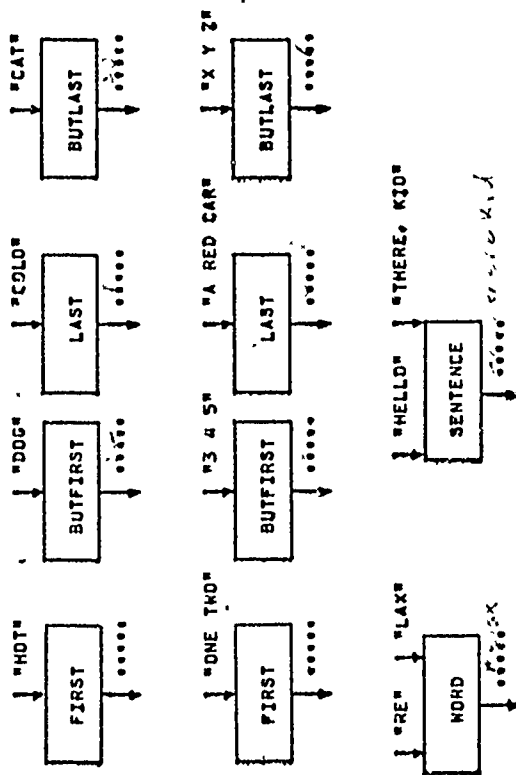 "HOT" "DOG" "COLD" "CAT"
FIRST BUTFIRST LAST BUTLAST
"ONE TWO" "3 4 5" "A RED CAR" "X Y Z"
FIRST BUTFIRST LAST BUTLAST
"RE" "LAX" "HELLO" "THERE, KID"
WORD SENTENCE